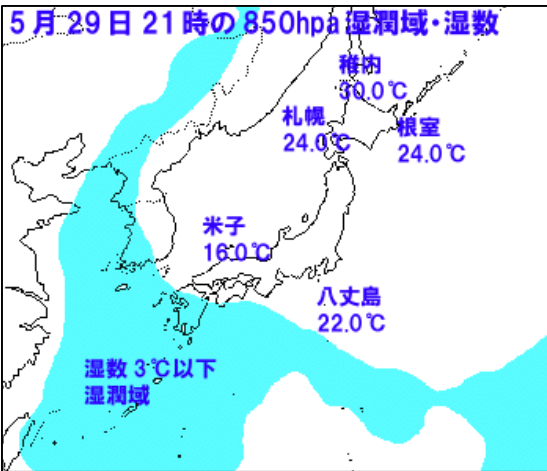 5月29日21時の850hpa湿潤域・湿数
稚内
30.0℃
札幌
24.0℃
根室
24.0℃
米子
16.0℃
八丈島
22.0℃
湿数3℃以下
湿潤域